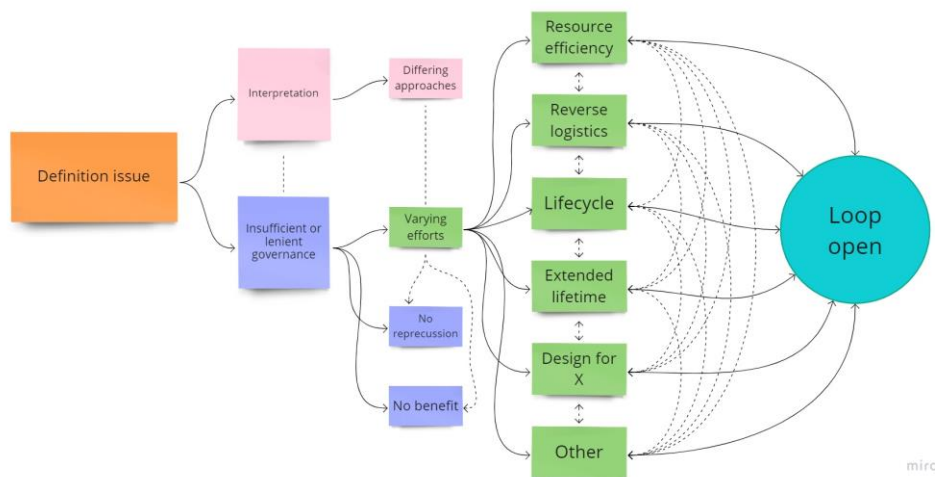 Definition issue
Interpretation
Insufficient or
lenient
governance
Differing
approaches
Varying
efforts
No
reprecussion
No benefit
Resource
efficiency
Reverse
logistics
Lifecycle
Extended
lifetime
Design for
X
Other
Loop
open
miro